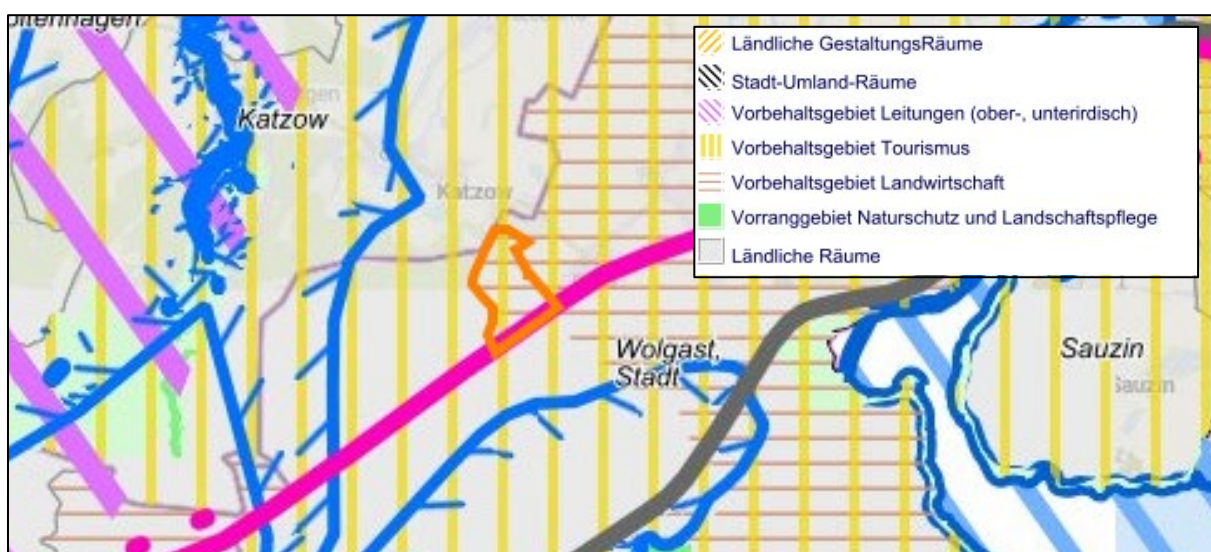 Katzow
Katzow
Wolgast,
Stadt
Sauzin
Sauzin
Ländliche GestaltungsRäume
Stadt-Umland-Räume
Vorbehaltsgebiet Leitungen (ober-, unterirdisch)
Vorbehaltsgebiet Tourismus
Vorbehaltsgebiet Landwirtschaft
Vorranggebiet Naturschutz und Landschaftspflege
Ländliche Räume